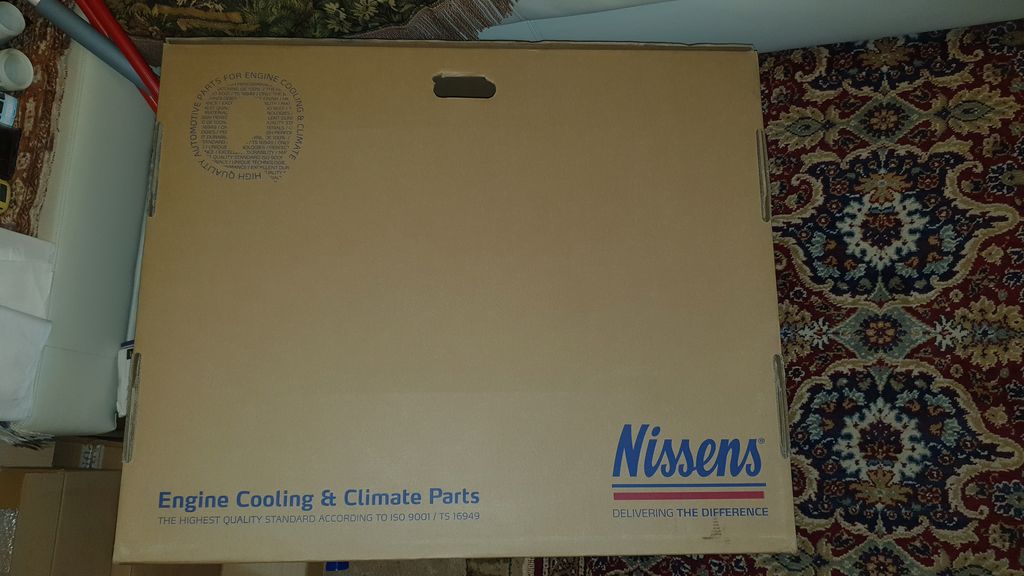 HIGH QUALITY AUTOMOTIVE PARTS FOR ENGINE COOLING & CLIMATE
Nissens®
DELIVERING THE DIFFERENCE
Engine Cooling & Climate Parts
THE HIGHEST QUALITY STANDARD ACCORDING TO ISO 9001 / TS 16949